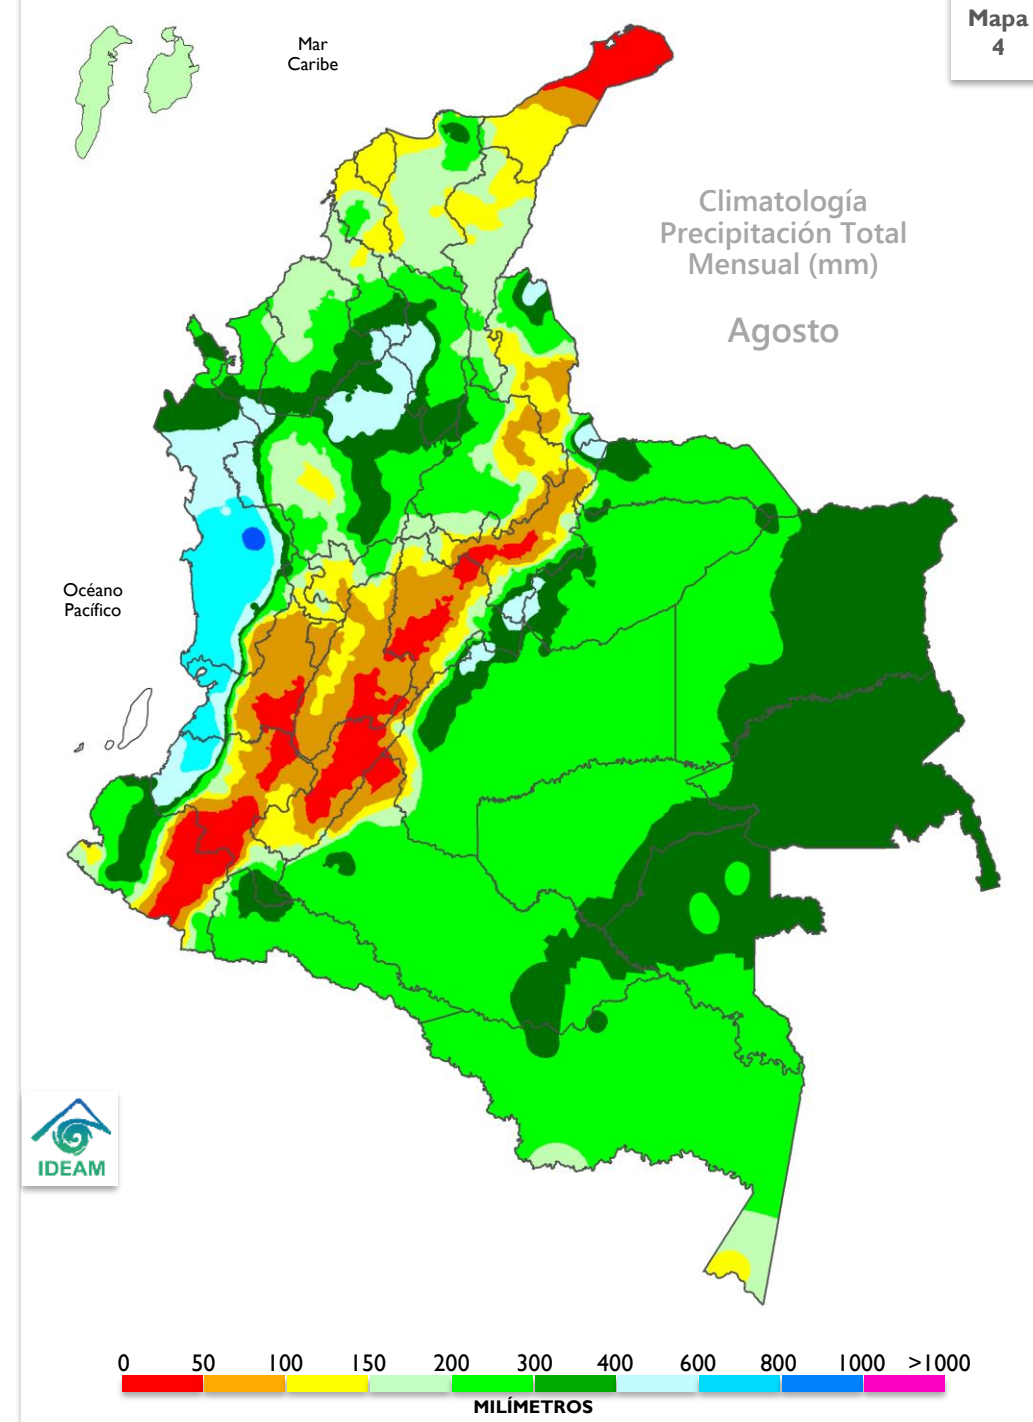 Mapa
4
Mar
Caribe
Climatología
Precipitación Total
Mensual (mm)
Agosto
Océano
Pacífico
IDEAM
0 50 100 150 200 300 400 600 800 1000 >1000
MILÍMETROS